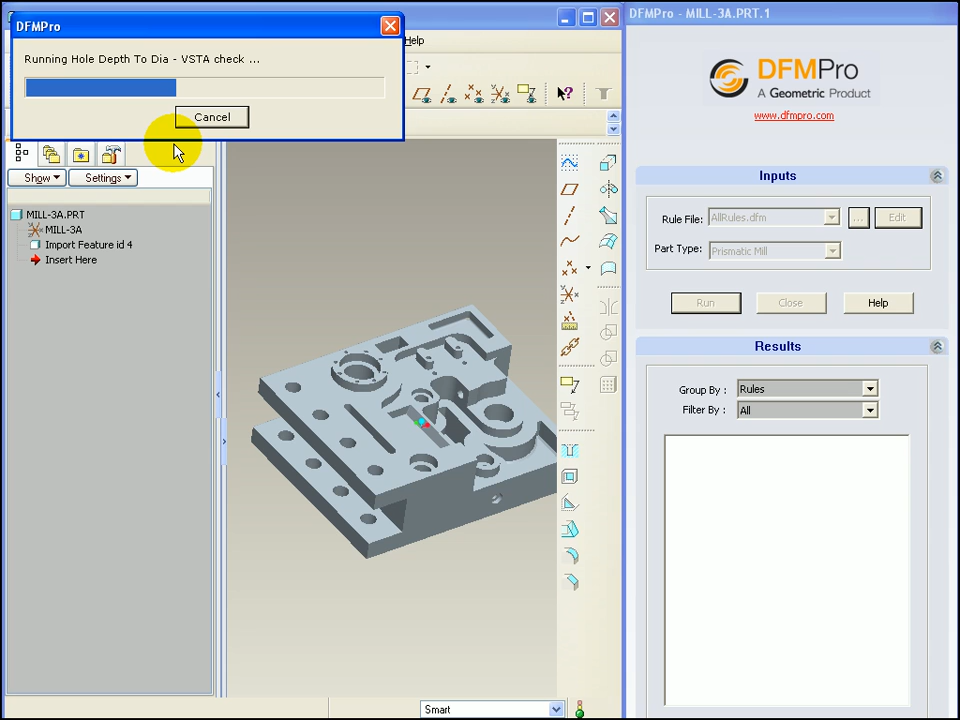 DFMPro
Running Hole Depth To Dia - VSTA check ...
Cancel
Help
Show
Settings
MILL-3A.PRT
MILL-3A
Import Feature id 4
Insert Here
Smart
DFMPro - MILL-3A.PRT.1
DFMPro
A Geometric Product
www.dfmpro.com
Inputs
Rule File: AllRules.dfm ... Edit
Part Type: Prismatic Mill
Run Close Help
Results
Group By : Rules
Filter By : All